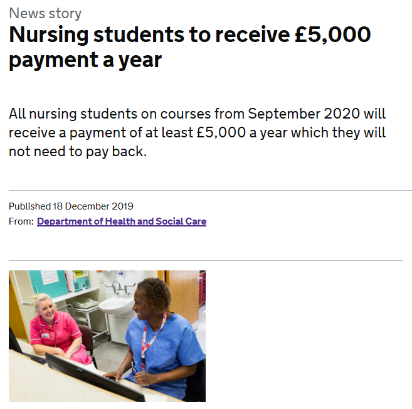 News story
Nursing students to receive £5,000
payment a year
All nursing students on courses from September 2020 will
receive a payment of at least £5,000 a year which they will
not need to pay back.
Published 18 December 2019
From: Department of Health and Social Care